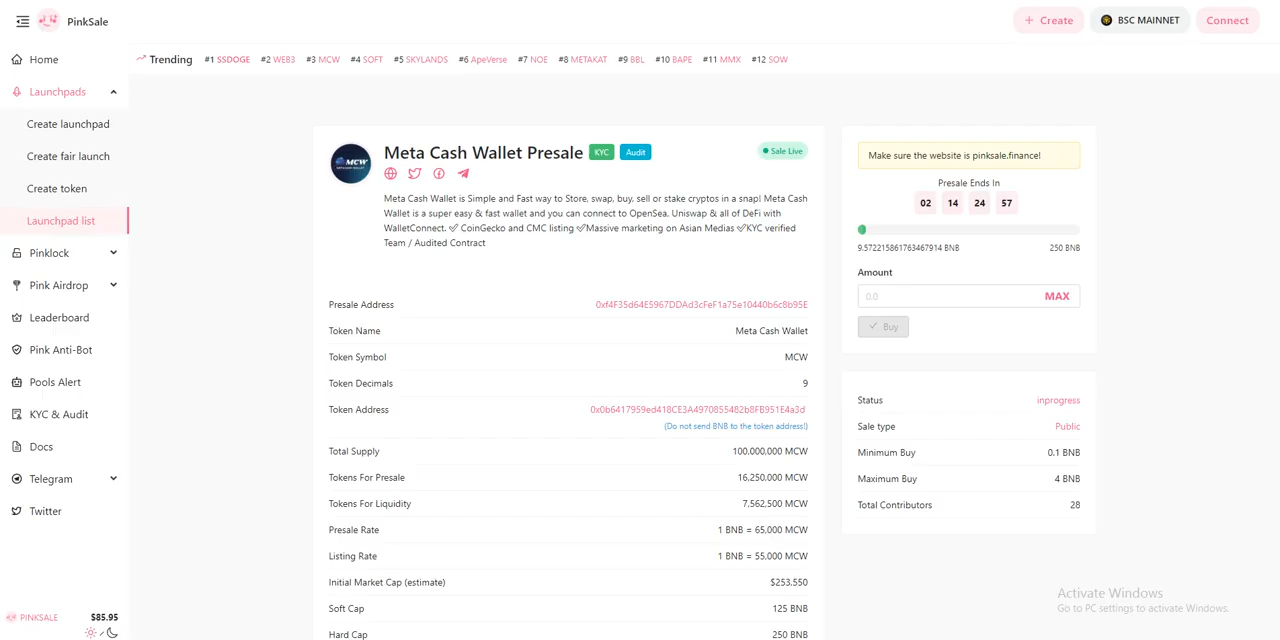 PinkSale
Create
BSC MAINNET
Connect
Home
Launchpads
Create launchpad
Create fair launch
Create token
Launchpad list
Pinklock
Pink Airdrop
Leaderboard
Pink Anti-Bot
Pools Alert
KYC & Audit
Docs
Telegram
Twitter
PINKSALE $85.95
Trending #1 SSDOGE #2 WEB3 #3 MCW #4 SOFT #5 SKYLANDS #6 ApeVerse #7 NOE #8 METAKAT #9 BBL #10 BAPE #11 MMX #12 SOW
MCW
Meta Cash Wallet Presale KYC Audit
Sale Live
Meta Cash Wallet is Simple and Fast way to Store, swap, buy, sell or stake cryptos in a snap! Meta Cash
Wallet is a super easy & fast wallet and you can connect to OpenSea. Uniswap & all of DeFi with
WalletConnect. ✅ CoinGecko and CMC listing ✅Massive marketing on Asian Medias ✅KYC verified
Team / Audited Contract
Presale Address 0xf4F35d64E5967DDAd3cFeF1a75e10440b6c8b95E
Token Name Meta Cash Wallet
Token Symbol MCW
Token Decimals 9
Token Address 0x0b6417959ed418CE3A4970855482b8FB951E4a3d
(Do not send BNB to the token address!)
Total Supply 100,000,000 MCW
Tokens For Presale 16,250,000 MCW
Tokens For Liquidity 7,562,500 MCW
Presale Rate 1 BNB = 65,000 MCW
Listing Rate 1 BNB = 55,000 MCW
Initial Market Cap (estimate) $253,550
Soft Cap 125 BNB
Hard Cap 250 BNB
Make sure the website is pinksale.finance!
Presale Ends In
02 14 24 57
9.572215861763467914 BNB 250 BNB
Amount
0.0 MAX
Buy
Status inprogress
Sale type Public
Minimum Buy 0.1 BNB
Maximum Buy 4 BNB
Total Contributors 28
Activate Windows
Go to PC settings to activate Windows.